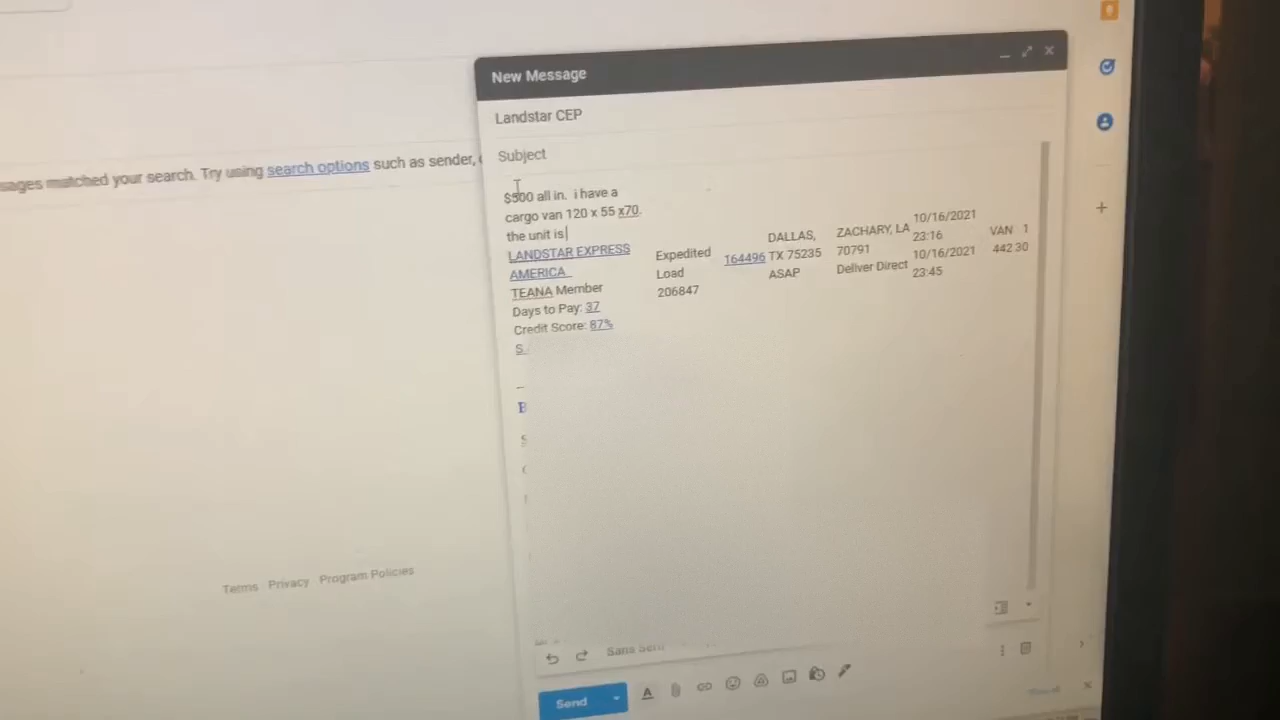 New Message
Landstar CEP
sages matched your search. Try using search options such as sender,
Subject
$500 all in. i have a
cargo van 120 x 55 x70.
the unit is
LANDSTAR EXPRESS
AMERICA
TEANA Member
Days to Pay: 37
Credit Score: 87%
S.
Expedited
Load
206847
164496
DALLAS,
TX 75235
ASAP
ZACHARY, LA
70791
Deliver Direct
10/16/2021
23:16
10/16/2021
23:45
VAN 1
442.30
B
Terms Privacy Program Policies
Sans Seri
Send